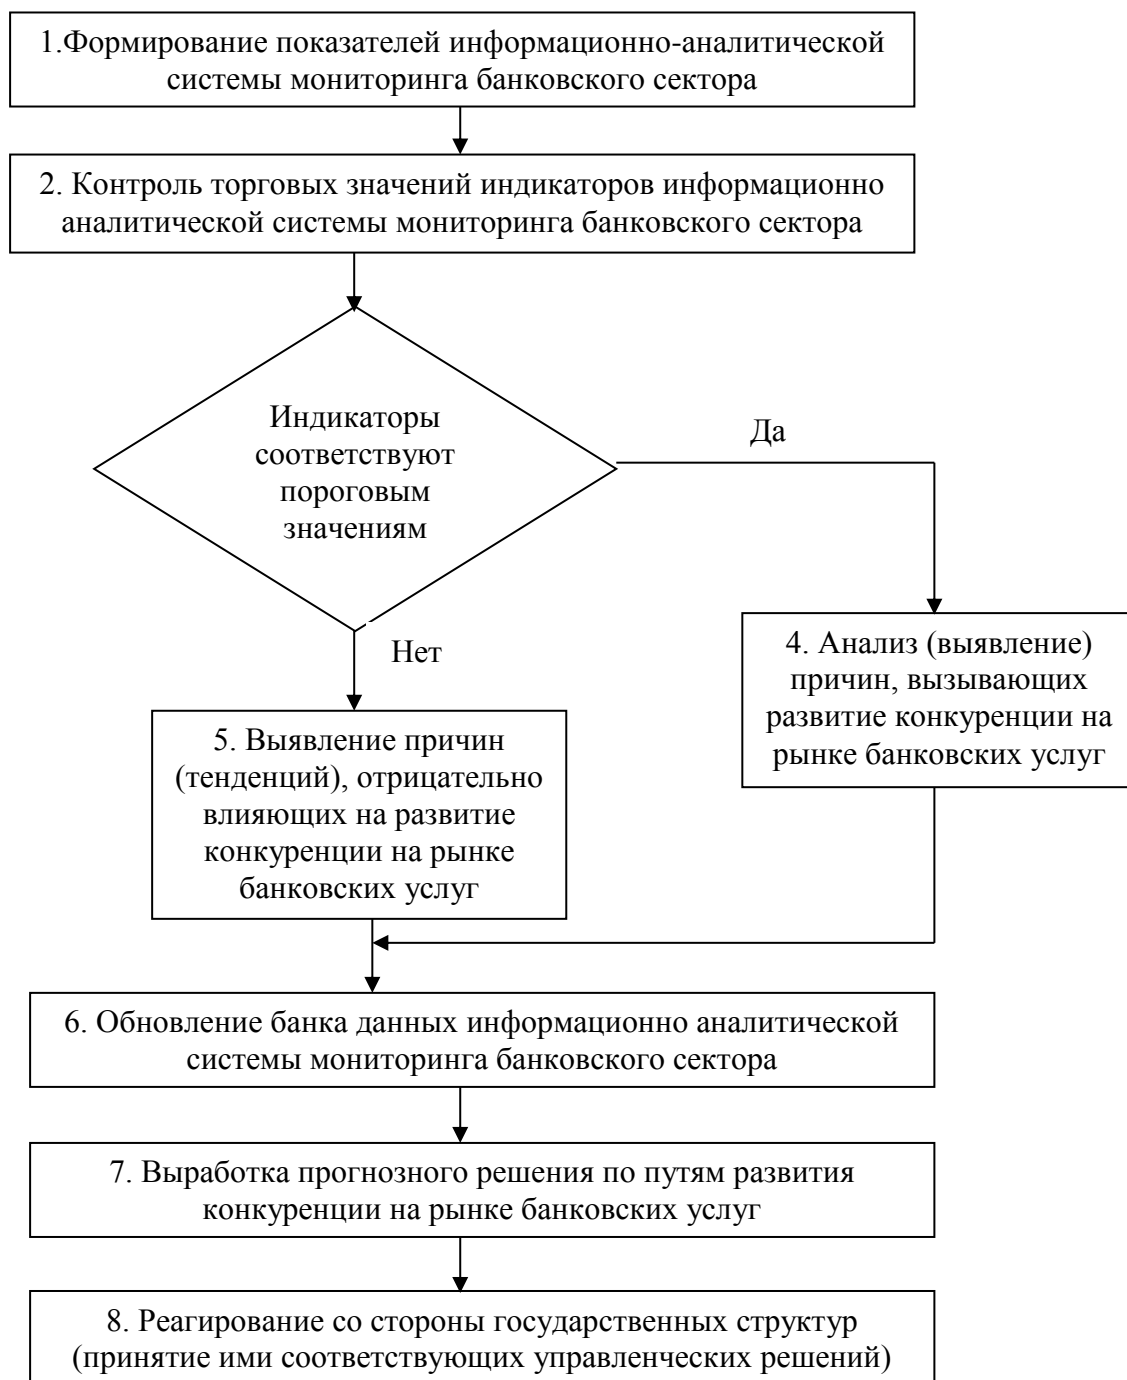 1.Формирование показателей информационно-аналитической
системы мониторинга банковского сектора
2. Контроль торговых значений индикаторов информационно
аналитической системы мониторинга банковского сектора
Индикаторы
соответствуют
пороговым
значениям
Да
Нет
4. Анализ (выявление)
причин, вызывающих
развитие конкуренции на
рынке банковских услуг
5. Выявление причин
(тенденций), отрицательно
влияющих на развитие
конкуренции на рынке
банковских услуг
6. Обновление банка данных информационно аналитической
системы мониторинга банковского сектора
7. Выработка прогнозного решения по путям развития
конкуренции на рынке банковских услуг
8. Реагирование со стороны государственных структур
(принятие ими соответствующих управленческих решений)